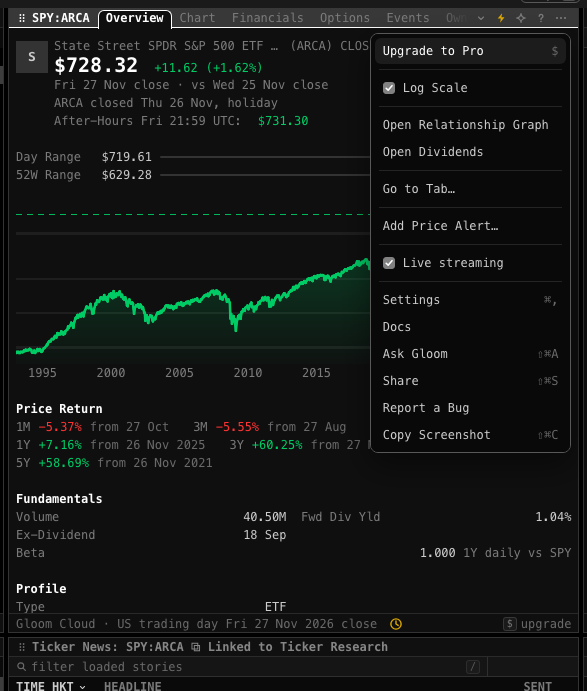 SPY:ARCA Overview Chart Financials Options Events Ow ?
S
State Street SPDR S&P 500 ETF … (ARCA) CLOS
$728.32 +11.62 (+1.62%)
Fri 27 Nov close · vs Wed 25 Nov close
ARCA closed Thu 26 Nov, holiday
After-Hours Fri 21:59 UTC: $731.30
Day Range $719.61
52W Range $629.28
1995 2000 2005 2010 2015
Price Return
1M −5.37% from 27 Oct 3M −5.55% from 27 Aug
1Y +7.16% from 26 Nov 2025 3Y +60.25% from 27
5Y +58.69% from 26 Nov 2021
Fundamentals
Volume 40.50M Fwd Div Yld 1.04%
Ex-Dividend 18 Sep
Beta 1.000 1Y daily vs SPY
Profile
Type ETF
Gloom Cloud · US trading day Fri 27 Nov 2026 close $ upgrade
Ticker News: SPY:ARCA Linked to Ticker Research
filter loaded stories /
TIME HKT HEADLINE SENT
Upgrade to Pro $
Log Scale
Open Relationship Graph
Open Dividends
Go to Tab…
Add Price Alert…
Live streaming
Settings ⌘,
Docs
Ask Gloom ⇧⌘A
Share ⇧⌘S
Report a Bug
Copy Screenshot ⇧⌘C